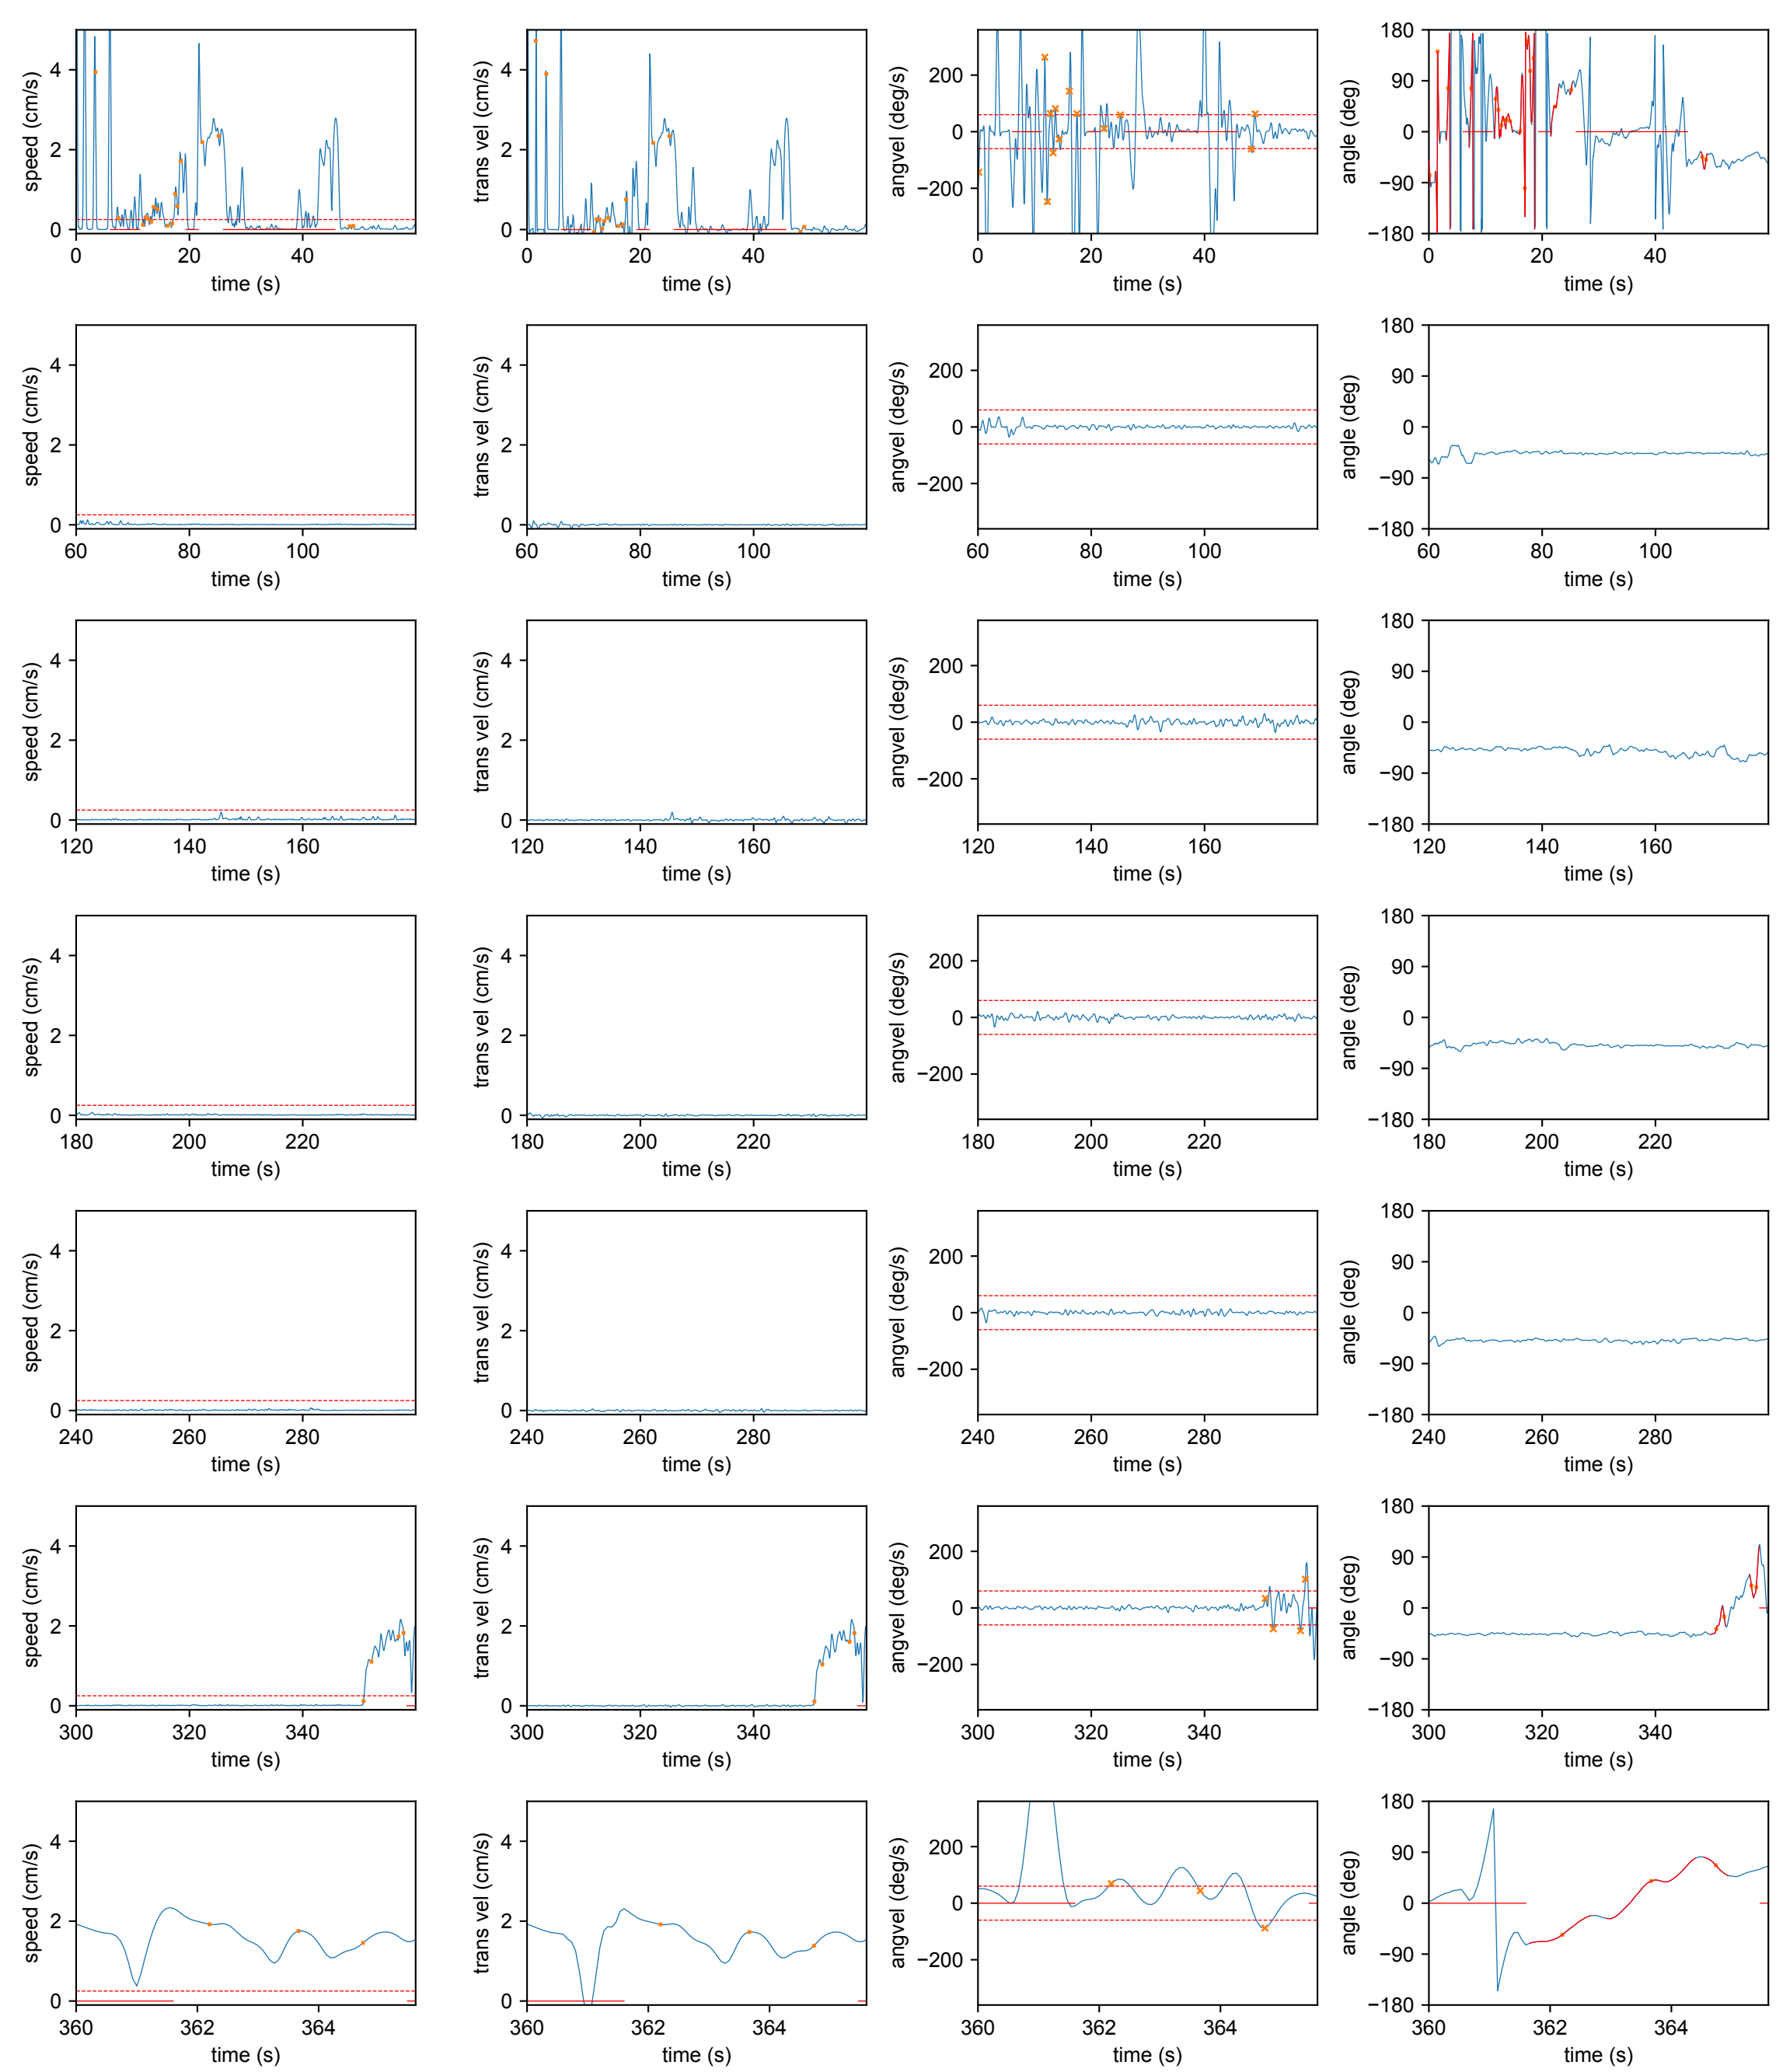 speed (cm/s) 4 2 0 0 20 40 time (s)
trans vel (cm/s) 4 2 0 0 20 40 time (s)
angvel (deg/s) 200 0 −200 0 20 40 time (s)
angle (deg) 180 90 0 −90 −180 0 20 40 time (s)
speed (cm/s) 4 2 0 60 80 100 time (s)
trans vel (cm/s) 4 2 0 60 80 100 time (s)
angvel (deg/s) 200 0 −200 60 80 100 time (s)
angle (deg) 180 90 0 −90 −180 60 80 100 time (s)
speed (cm/s) 4 2 0 120 140 160 time (s)
trans vel (cm/s) 4 2 0 120 140 160 time (s)
angvel (deg/s) 200 0 −200 120 140 160 time (s)
angle (deg) 180 90 0 −90 −180 120 140 160 time (s)
speed (cm/s) 4 2 0 180 200 220 time (s)
trans vel (cm/s) 4 2 0 180 200 220 time (s)
angvel (deg/s) 200 0 −200 180 200 220 time (s)
angle (deg) 180 90 0 −90 −180 180 200 220 time (s)
speed (cm/s) 4 2 0 240 260 280 time (s)
trans vel (cm/s) 4 2 0 240 260 280 time (s)
angvel (deg/s) 200 0 −200 240 260 280 time (s)
angle (deg) 180 90 0 −90 −180 240 260 280 time (s)
speed (cm/s) 4 2 0 300 320 340 time (s)
trans vel (cm/s) 4 2 0 300 320 340 time (s)
angvel (deg/s) 200 0 −200 300 320 340 time (s)
angle (deg) 180 90 0 −90 −180 300 320 340 time (s)
speed (cm/s) 4 2 0 360 362 364 time (s)
trans vel (cm/s) 4 2 0 360 362 364 time (s)
angvel (deg/s) 200 0 −200 360 362 364 time (s)
angle (deg) 180 90 0 −90 −180 360 362 364 time (s)